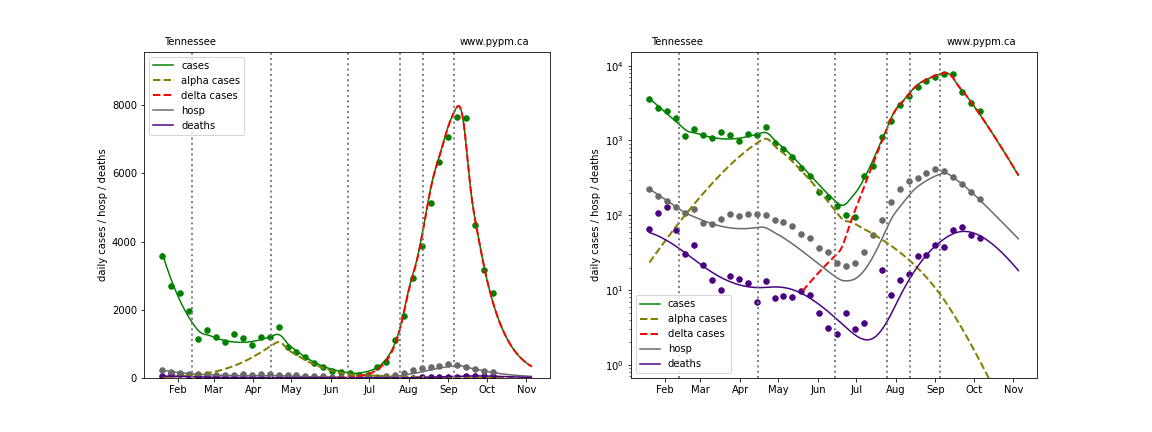 Tennessee www.pypm.ca
cases
alpha cases
delta cases
hosp
deaths
daily cases / hosp / deaths
8000
6000
4000
2000
0
Feb Mar Apr May Jun Jul Aug Sep Oct Nov
Tennessee www.pypm.ca
daily cases / hosp / deaths
10⁴
10³
10²
10¹
10⁰
cases
alpha cases
delta cases
hosp
deaths
Feb Mar Apr May Jun Jul Aug Sep Oct Nov